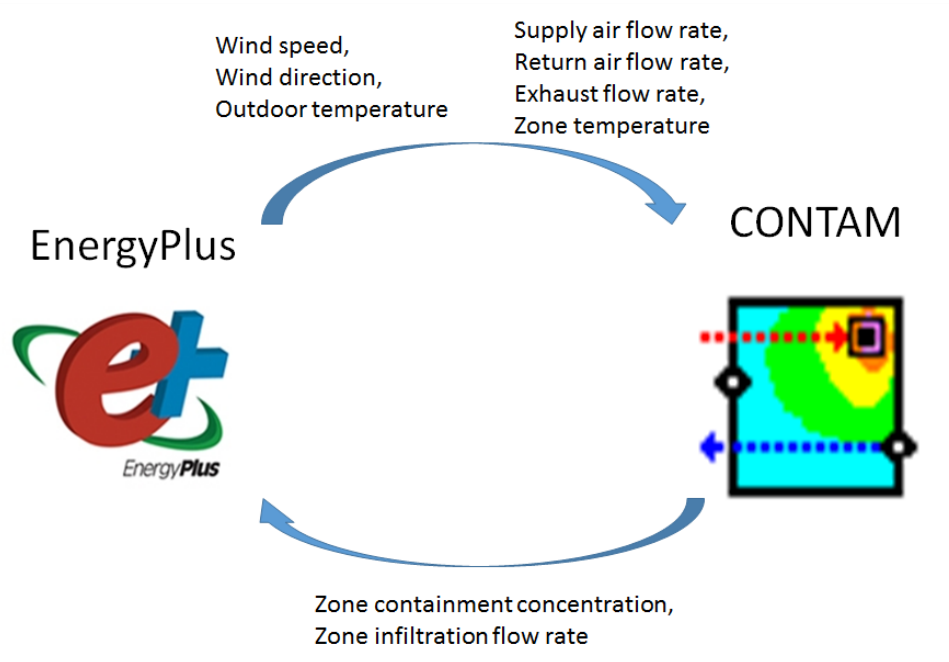 Wind speed,
Wind direction,
Outdoor temperature
Supply air flow rate,
Return air flow rate,
Exhaust flow rate,
Zone temperature
EnergyPlus
CONTAM
e+
EnergyPlus
Zone containment concentration,
Zone infiltration flow rate